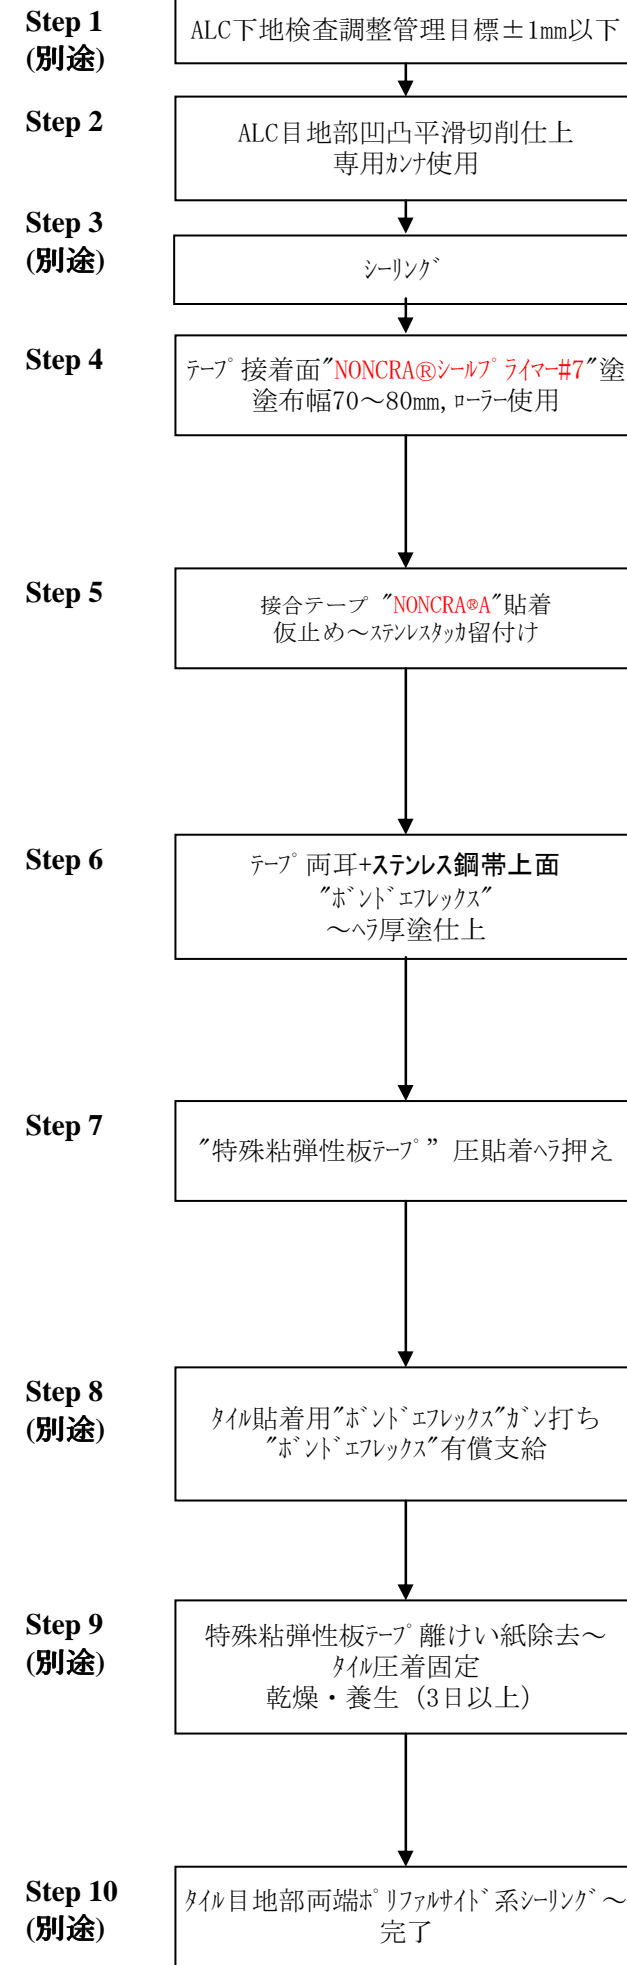 Step 1
(別途)
ALC下地検査調整管理目標±1mm以下
Step 2
ALC目地部凹凸平滑切削仕上
専用ｶﾝﾅ使用
Step 3
(別途)
ｼｰﾘﾝｸﾞ
Step 4
ﾃｰﾌﾟ接着面"NONCRA®ｼｰﾙﾌﾟﾗｲﾏｰ#7"塗
塗布幅70～80mm,ﾛｰﾗｰ使用
Step 5
接合テープ "NONCRA®A"貼着
仮止め～ｽﾃﾝﾚｽﾀｯｶ留付け
Step 6
ﾃｰﾌﾟ両耳+ステンレス鋼帯上面
"ﾎﾞﾝﾄﾞｴﾌﾚｯｸｽ"
～ﾍﾗ厚塗仕上
Step 7
"特殊粘弾性板ﾃｰﾌﾟ” 圧貼着ﾍﾗ押え
Step 8
(別途)
ﾀｲﾙ貼着用"ﾎﾞﾝﾄﾞｴﾌﾚｯｸｽ"ｶﾞﾝ打ち
"ﾎﾞﾝﾄﾞｴﾌﾚｯｸｽ"有償支給
Step 9
(別途)
特殊粘弾性板ﾃｰﾌﾟ離けい紙除去～
ﾀｲﾙ圧着固定
乾燥・養生（3日以上）
Step 10
(別途)
ﾀｲﾙ目地部両端ﾎﾟﾘﾌｧﾙｻｲﾄﾞ系ｼｰﾘﾝｸﾞ～
完了